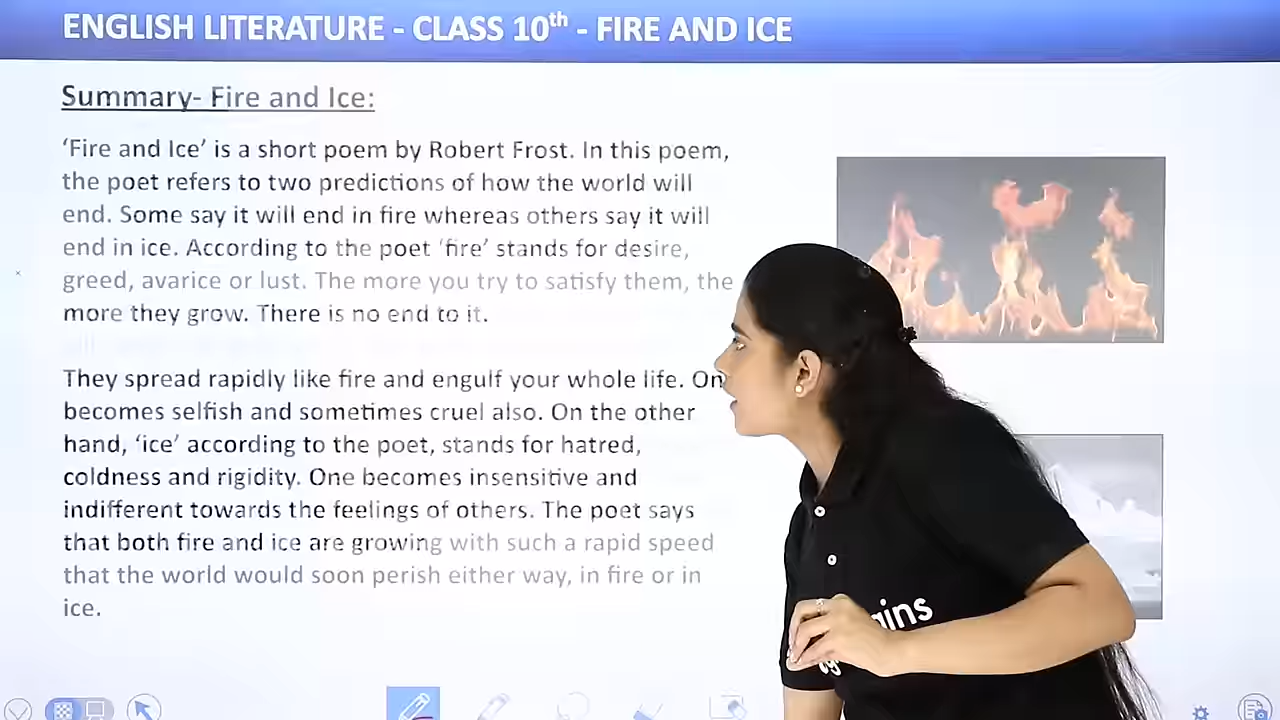 ENGLISH LITERATURE - CLASS 10th - FIRE AND ICE
Summary- Fire and Ice:
‘Fire and Ice’ is a short poem by Robert Frost. In this poem,
the poet refers to two predictions of how the world will
end. Some say it will end in fire whereas others say it will
end in ice. According to the poet ‘fire’ stands for desire,
greed, avarice or lust. The more you try to satisfy them, the
more they grow. There is no end to it.
They spread rapidly like fire and engulf your whole life. On
becomes selfish and sometimes cruel also. On the other
hand, ‘ice’ according to the poet, stands for hatred,
coldness and rigidity. One becomes insensitive and
indifferent towards the feelings of others. The poet says
that both fire and ice are growing with such a rapid speed
that the world would soon perish either way, in fire or in
ice.